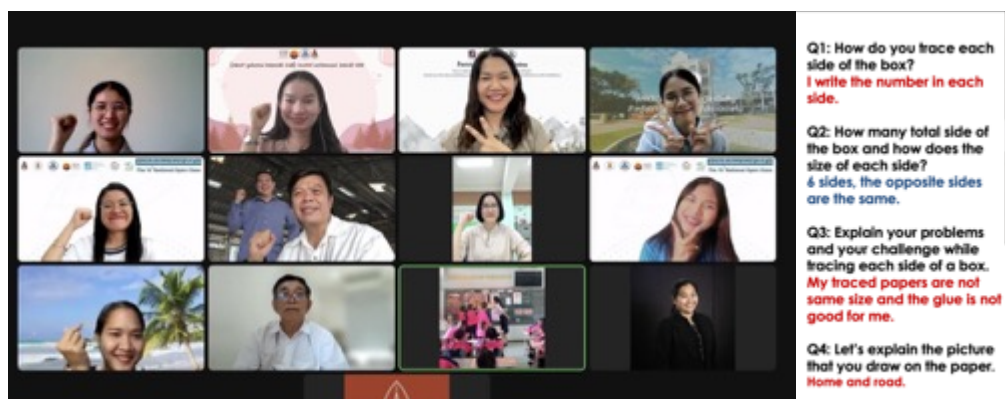 Q1: How do you trace each
side of the box?
I write the number in each
side.
Q2: How many total side of
the box and how does the
size of each side?
6 sides, the opposite sides
are the same.
Q3: Explain your problems
and your challenge while
tracing each side of a box.
My traced papers are not
same size and the glue is not
good for me.
Q4: Let's explain the picture
that you draw on the paper.
Home and road.